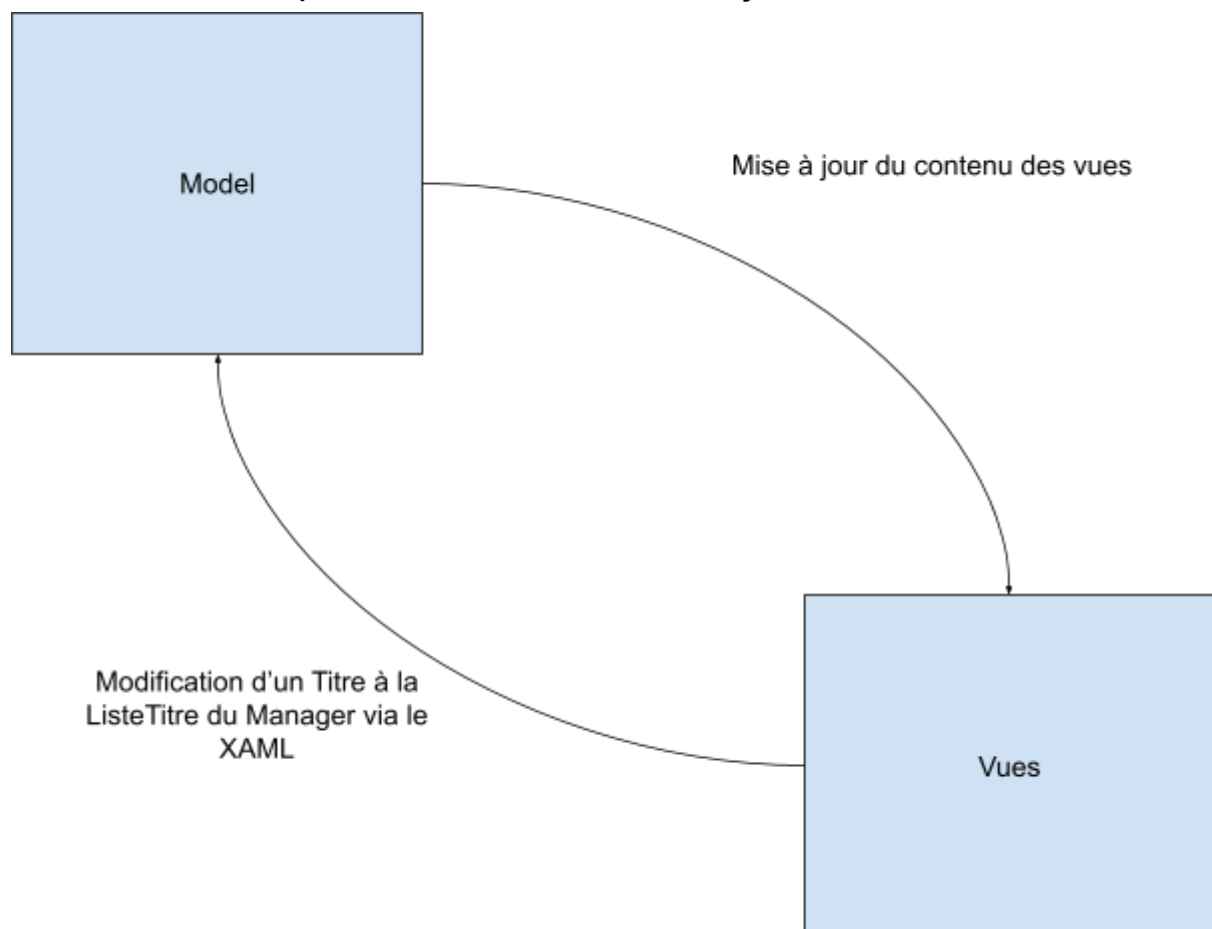 Model
Mise à jour du contenu des vues
Modification d'un Titre à la
ListeTitre du Manager via le
XAML
Vues